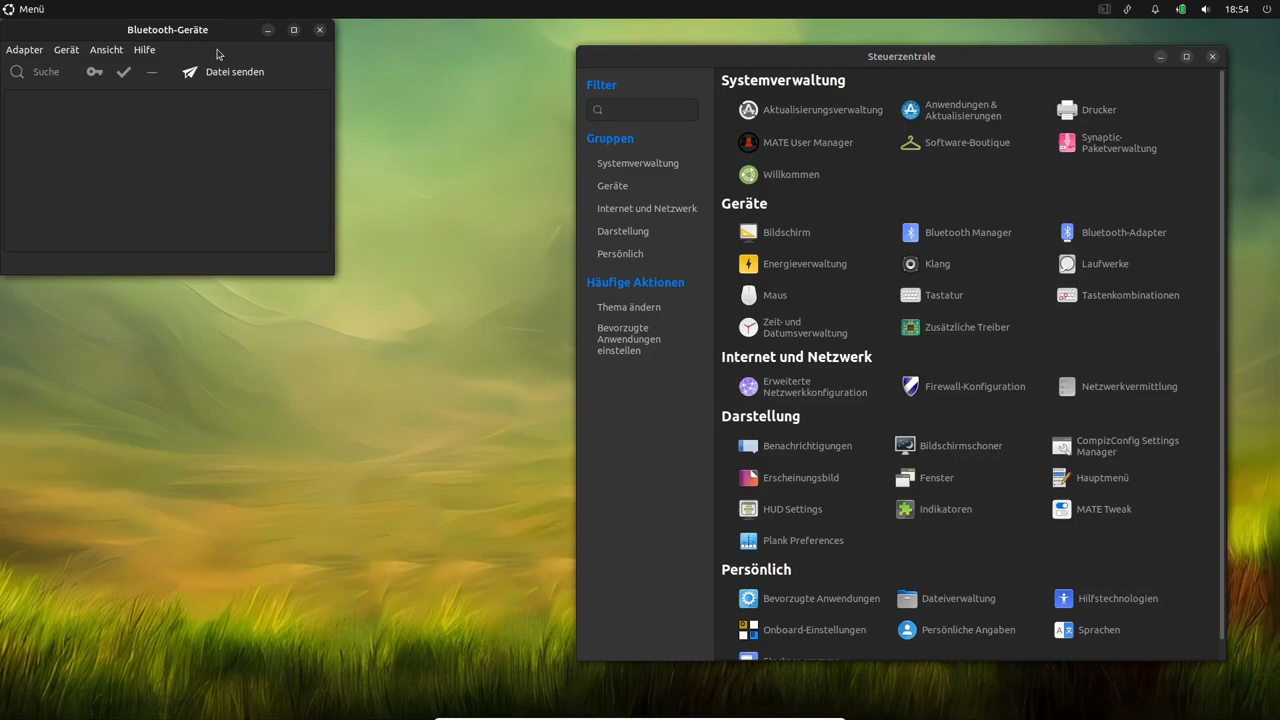 Menü
18:54
Bluetooth-Geräte
Adapter Gerät Ansicht Hilfe
Suche Datei senden
Steuerzentrale
Filter
Gruppen
Systemverwaltung
Geräte
Internet und Netzwerk
Darstellung
Persönlich
Häufige Aktionen
Thema ändern
Bevorzugte
Anwendungen
einstellen
Systemverwaltung
Aktualisierungsverwaltung
Anwendungen &
Aktualisierungen
Drucker
MATE User Manager
Software-Boutique
Synaptic-
Paketverwaltung
Willkommen
Geräte
Bildschirm
Bluetooth Manager
Bluetooth-Adapter
Energieverwaltung
Klang
Laufwerke
Maus
Tastatur
Tastenkombinationen
Zeit- und
Datumsverwaltung
Zusätzliche Treiber
Internet und Netzwerk
Erweiterte
Netzwerkkonfiguration
Firewall-Konfiguration
Netzwerkvermittlung
Darstellung
Benachrichtigungen
Bildschirmschoner
CompizConfig Settings
Manager
Erscheinungsbild
Fenster
Hauptmenü
HUD Settings
Indikatoren
MATE Tweak
Plank Preferences
Persönlich
Bevorzugte Anwendungen
Dateiverwaltung
Hilfstechnologien
Onboard-Einstellungen
Persönliche Angaben
Sprachen